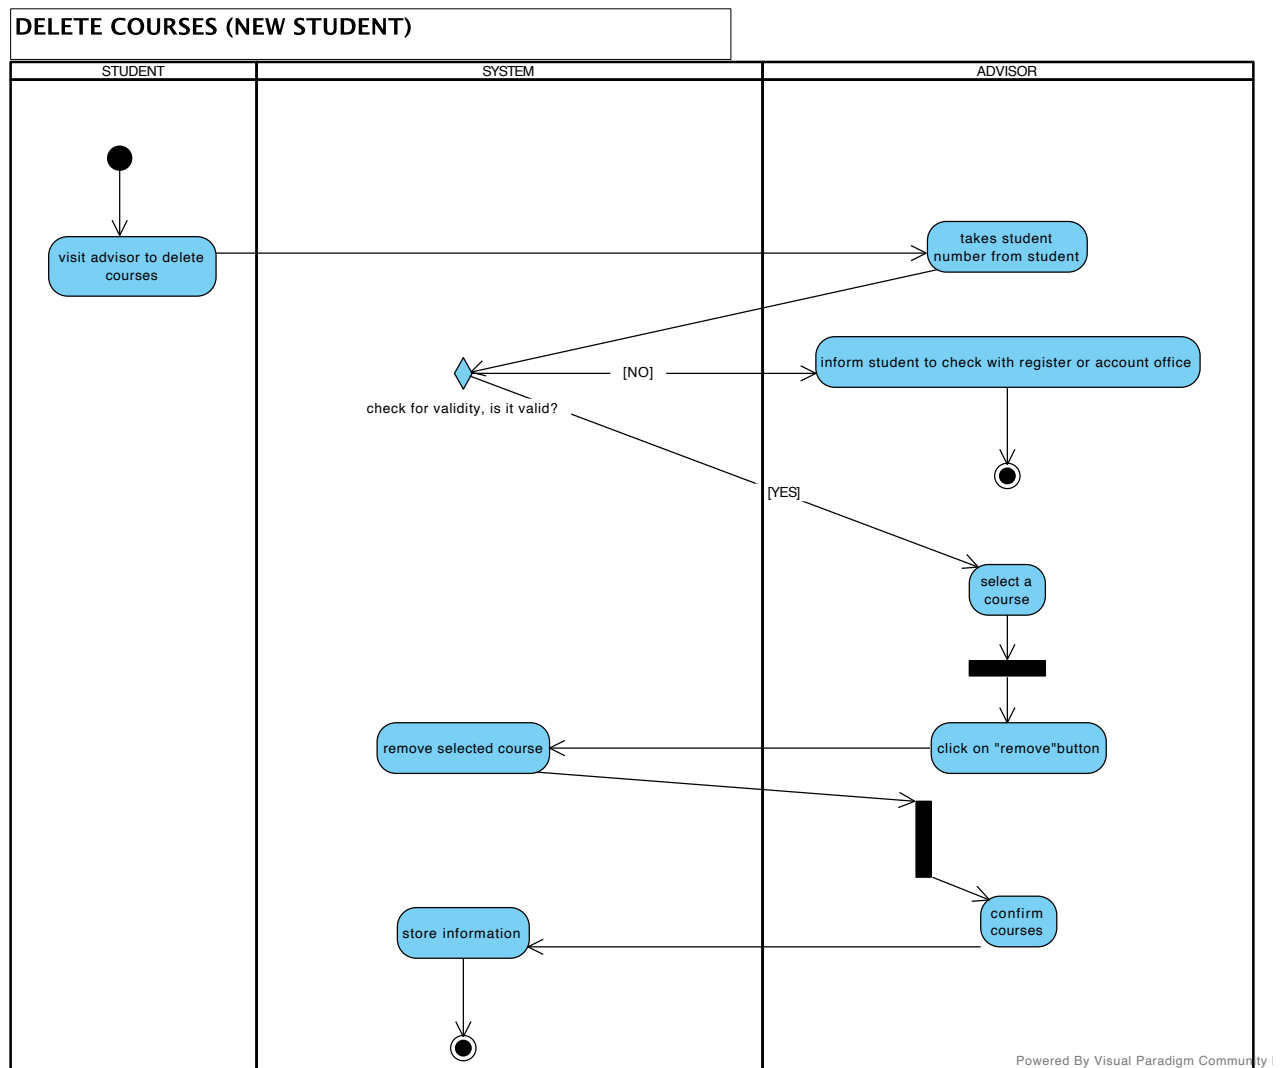 DELETE COURSES (NEW STUDENT)
STUDENT
SYSTEM
ADVISOR
visit advisor to delete
courses
takes student
number from student
inform student to check with register or account office
[NO]
check for validity, is it valid?
[YES]
select a
course
remove selected course
click on "remove"button
confirm
courses
store information
Powered By Visual Paradigm Community